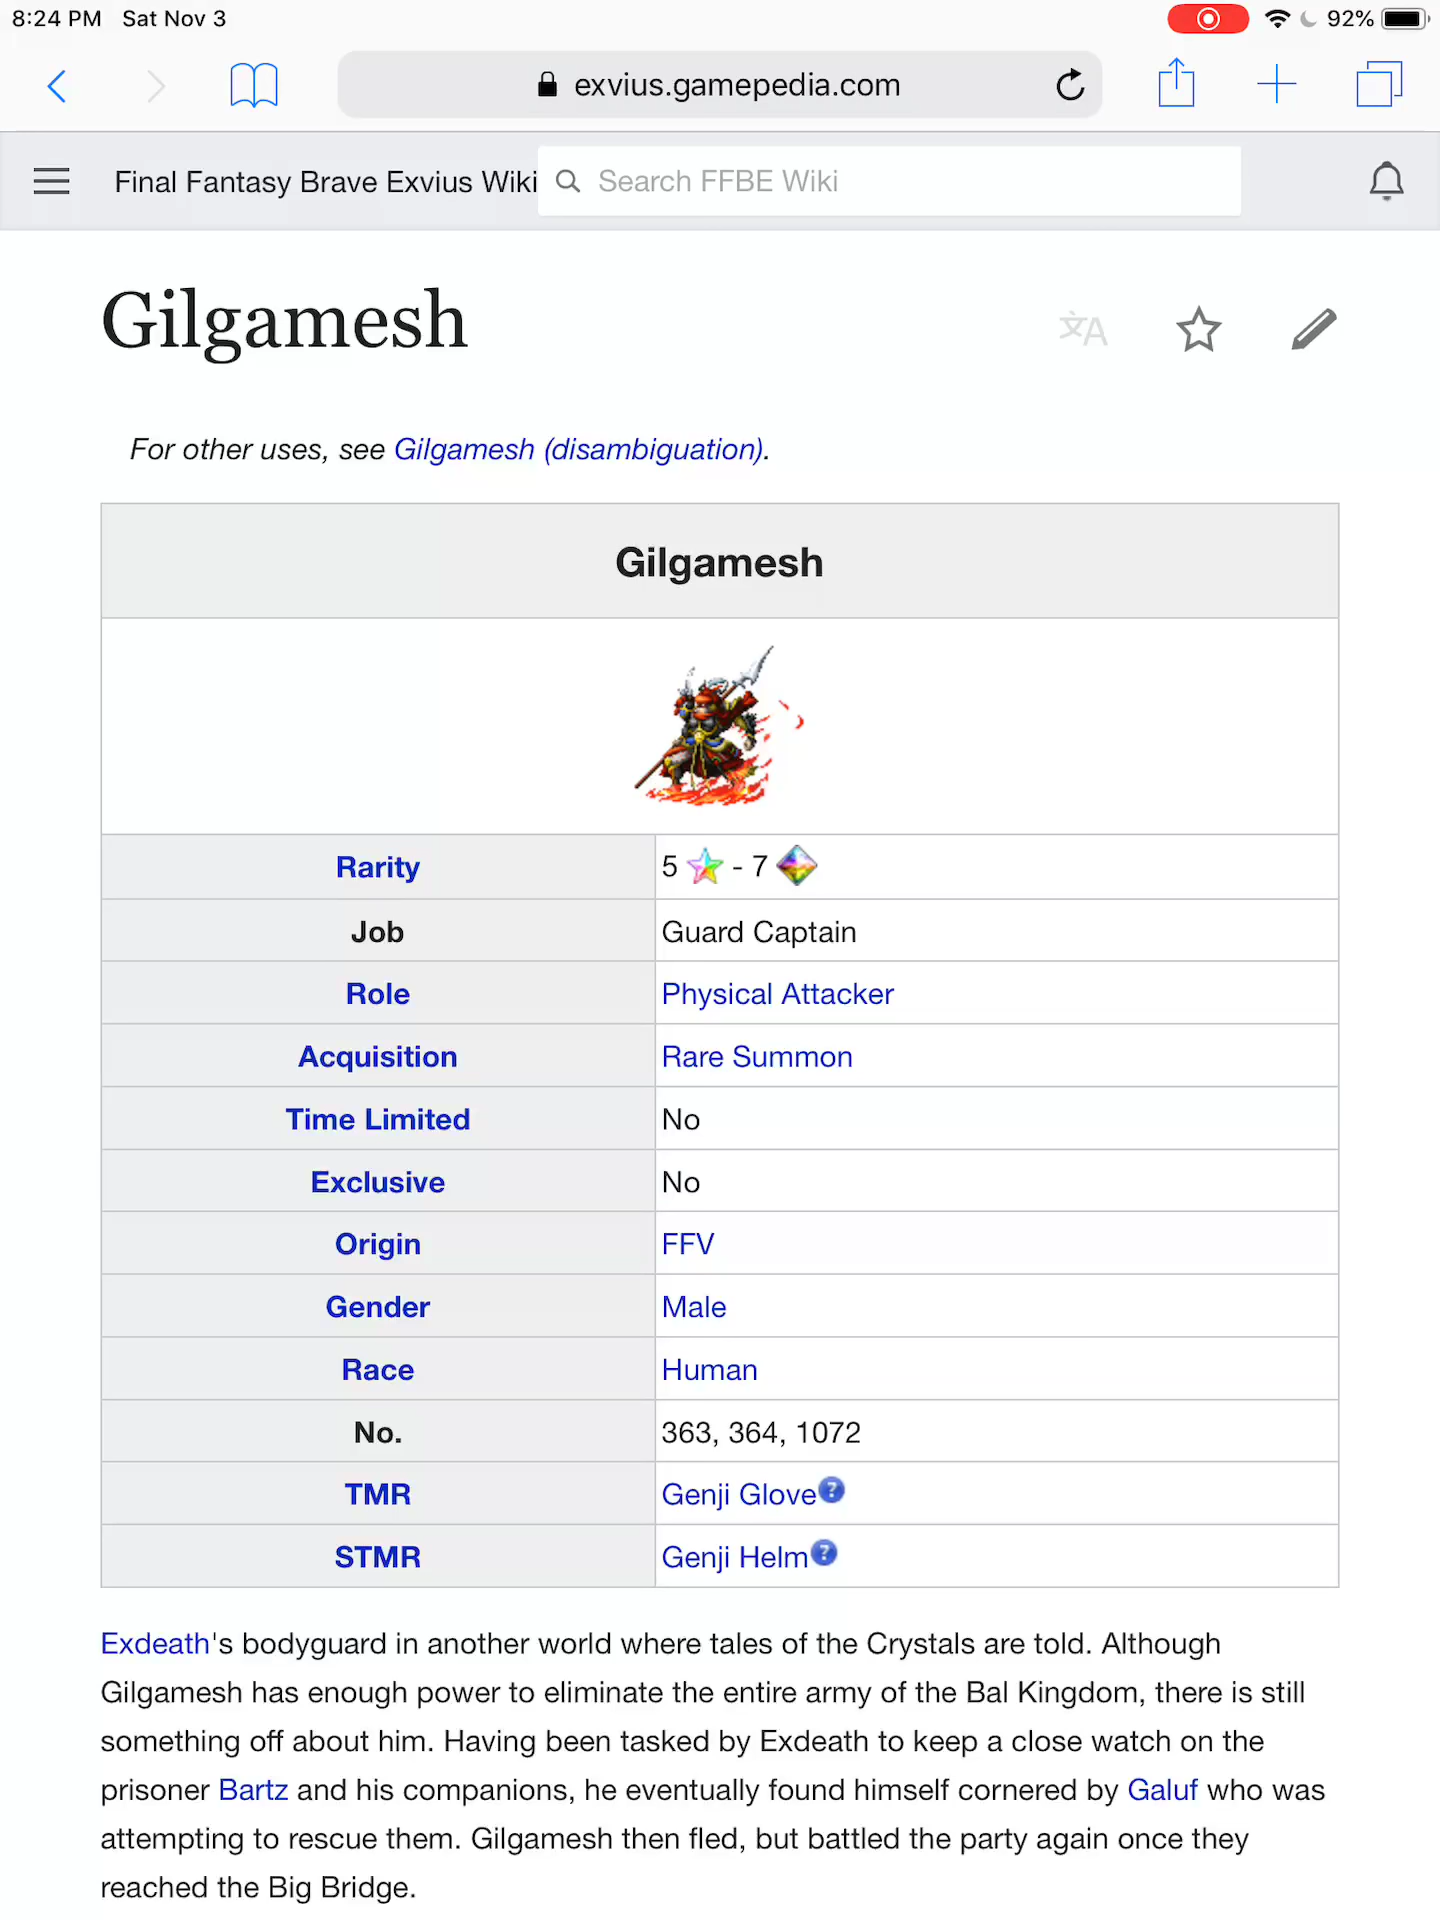 8:24 PM Sat Nov 3 92%
exvius.gamepedia.com
Final Fantasy Brave Exvius Wiki Search FFBE Wiki
Gilgamesh
For other uses, see Gilgamesh (disambiguation).
Gilgamesh
Rarity 5 - 7
Job Guard Captain
Role Physical Attacker
Acquisition Rare Summon
Time Limited No
Exclusive No
Origin FFV
Gender Male
Race Human
No. 363, 364, 1072
TMR Genji Glove
STMR Genji Helm
Exdeath's bodyguard in another world where tales of the Crystals are told. Although
Gilgamesh has enough power to eliminate the entire army of the Bal Kingdom, there is still
something off about him. Having been tasked by Exdeath to keep a close watch on the
prisoner Bartz and his companions, he eventually found himself cornered by Galuf who was
attempting to rescue them. Gilgamesh then fled, but battled the party again once they
reached the Big Bridge.